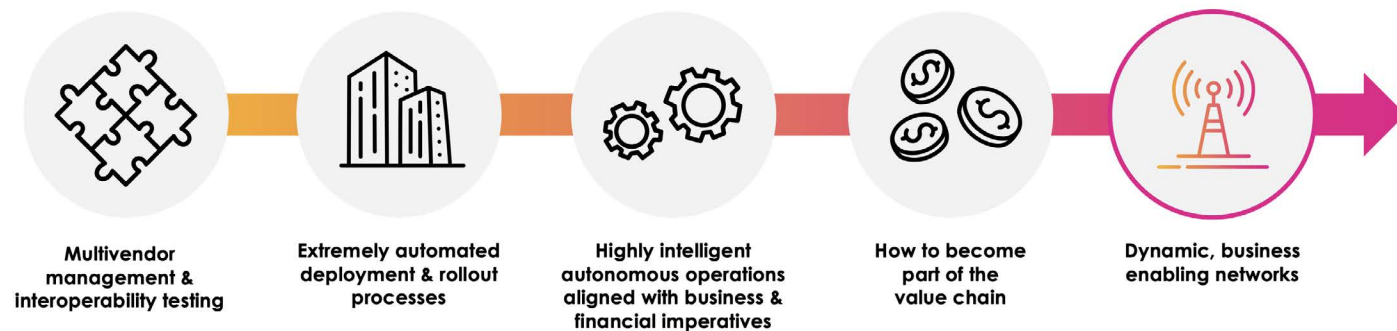 Multivendor
management &
interoperability testing
Extremely automated
deployment & rollout
processes
Highly intelligent
autonomous operations
aligned with business &
financial imperatives
How to become
part of the
value chain
Dynamic, business
enabling networks